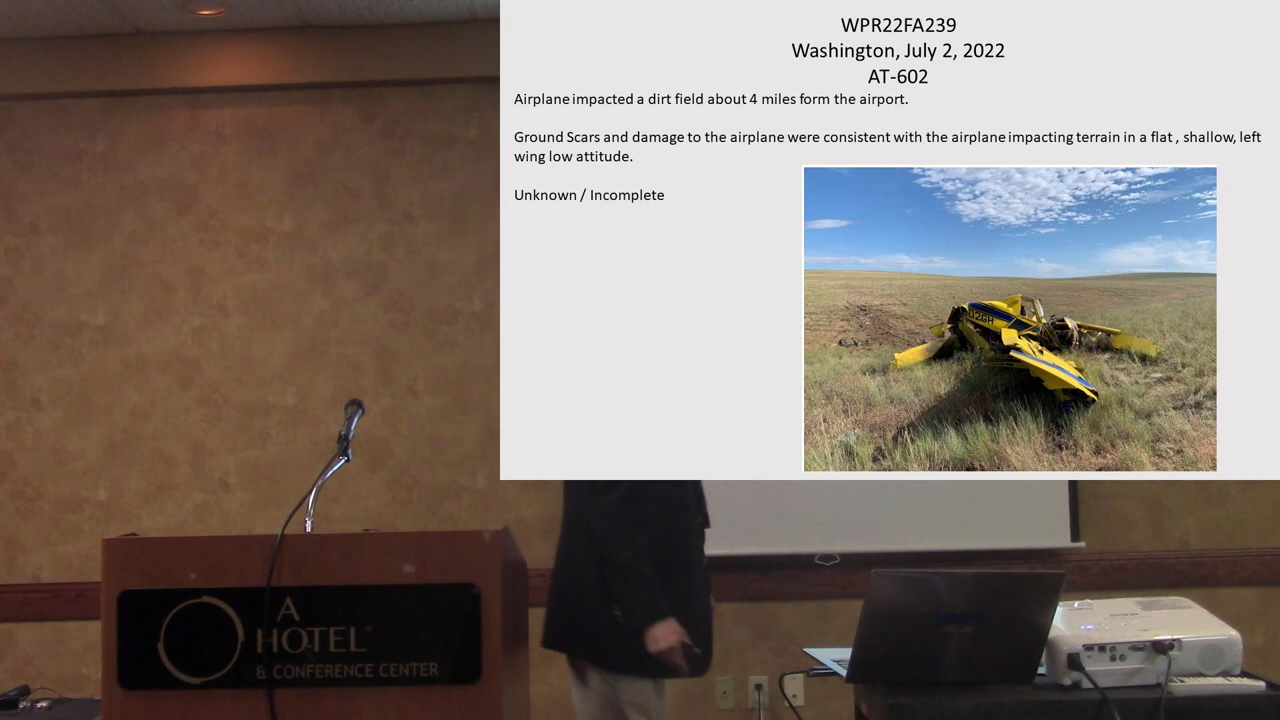 WPR22FA239
Washington, July 2, 2022
AT-602
Airplane impacted a dirt field about 4 miles form the airport.
Ground Scars and damage to the airplane were consistent with the airplane impacting terrain in a flat , shallow, left
wing low attitude.
Unknown / Incomplete
02GH
A
HOTEL
& CONFERENCE CENTER